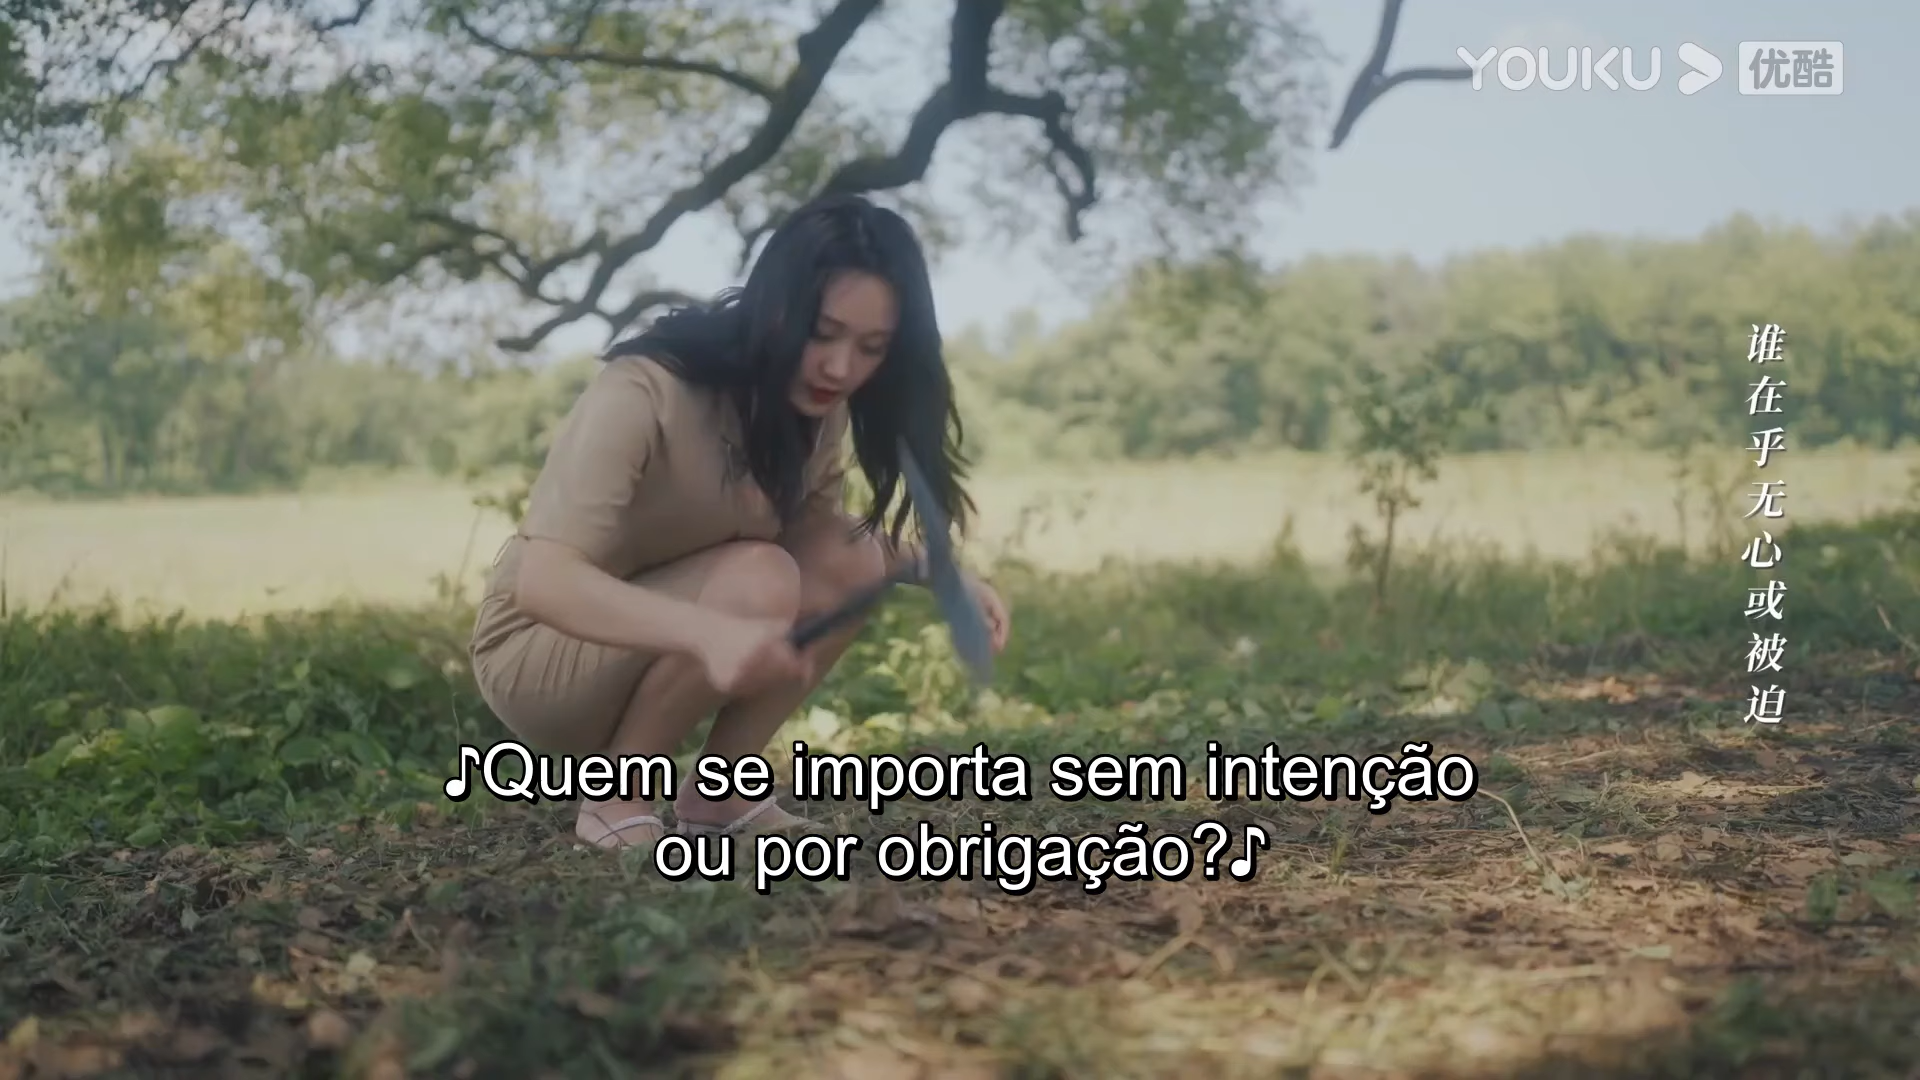 YOUKU 优酷
谁在乎无心或被迫
♪Quem se importa sem intenção
ou por obrigação?♪